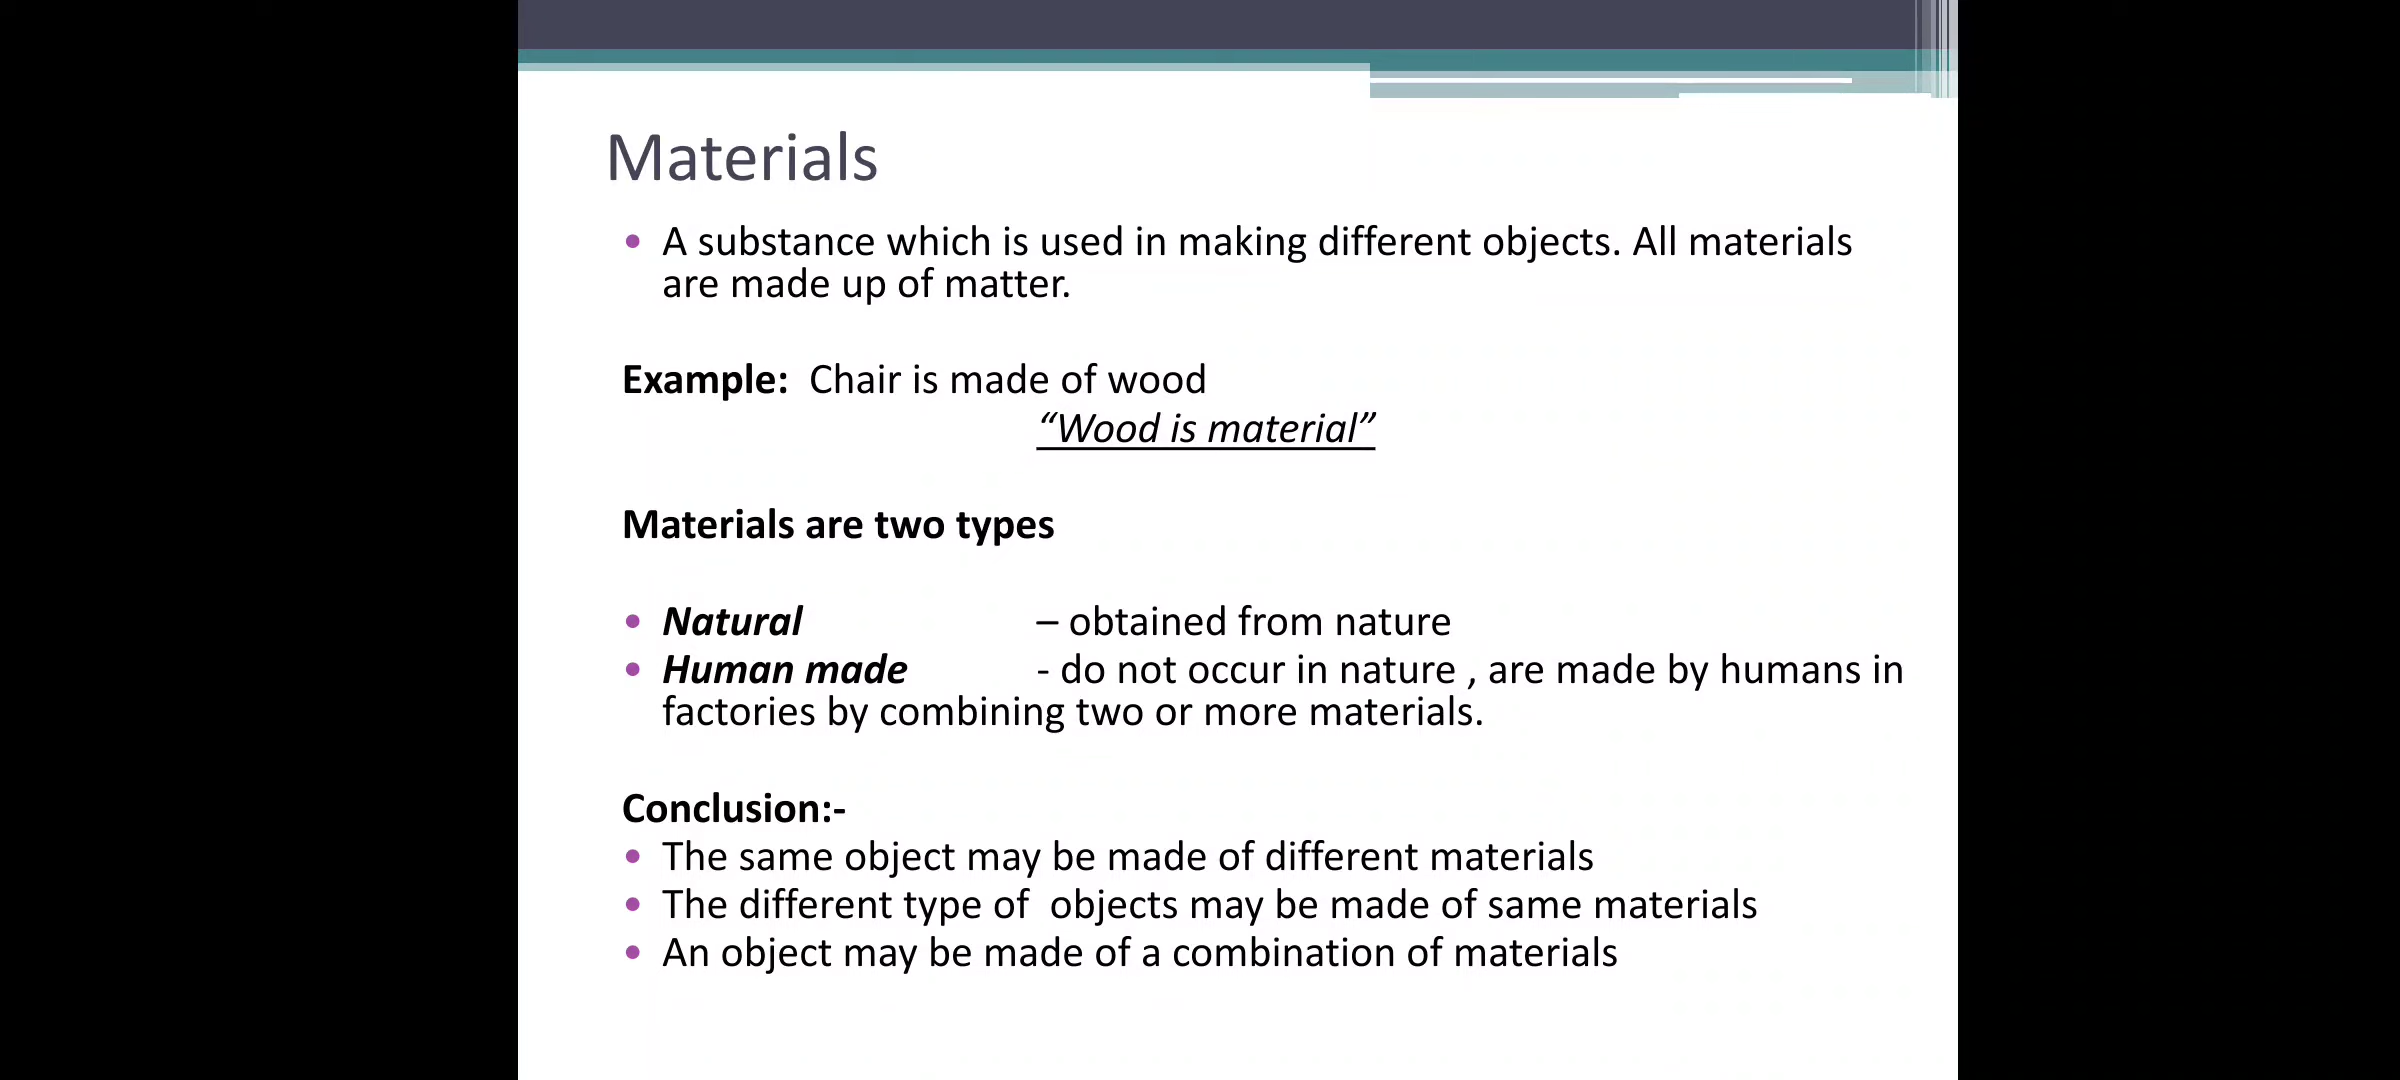 Materials
• A substance which is used in making different objects. All materials
are made up of matter.
Example:  Chair is made of wood
“Wood is material”
Materials are two types
• Natural – obtained from nature
• Human made - do not occur in nature , are made by humans in
factories by combining two or more materials.
Conclusion:-
• The same object may be made of different materials
• The different type of  objects may be made of same materials
• An object may be made of a combination of materials